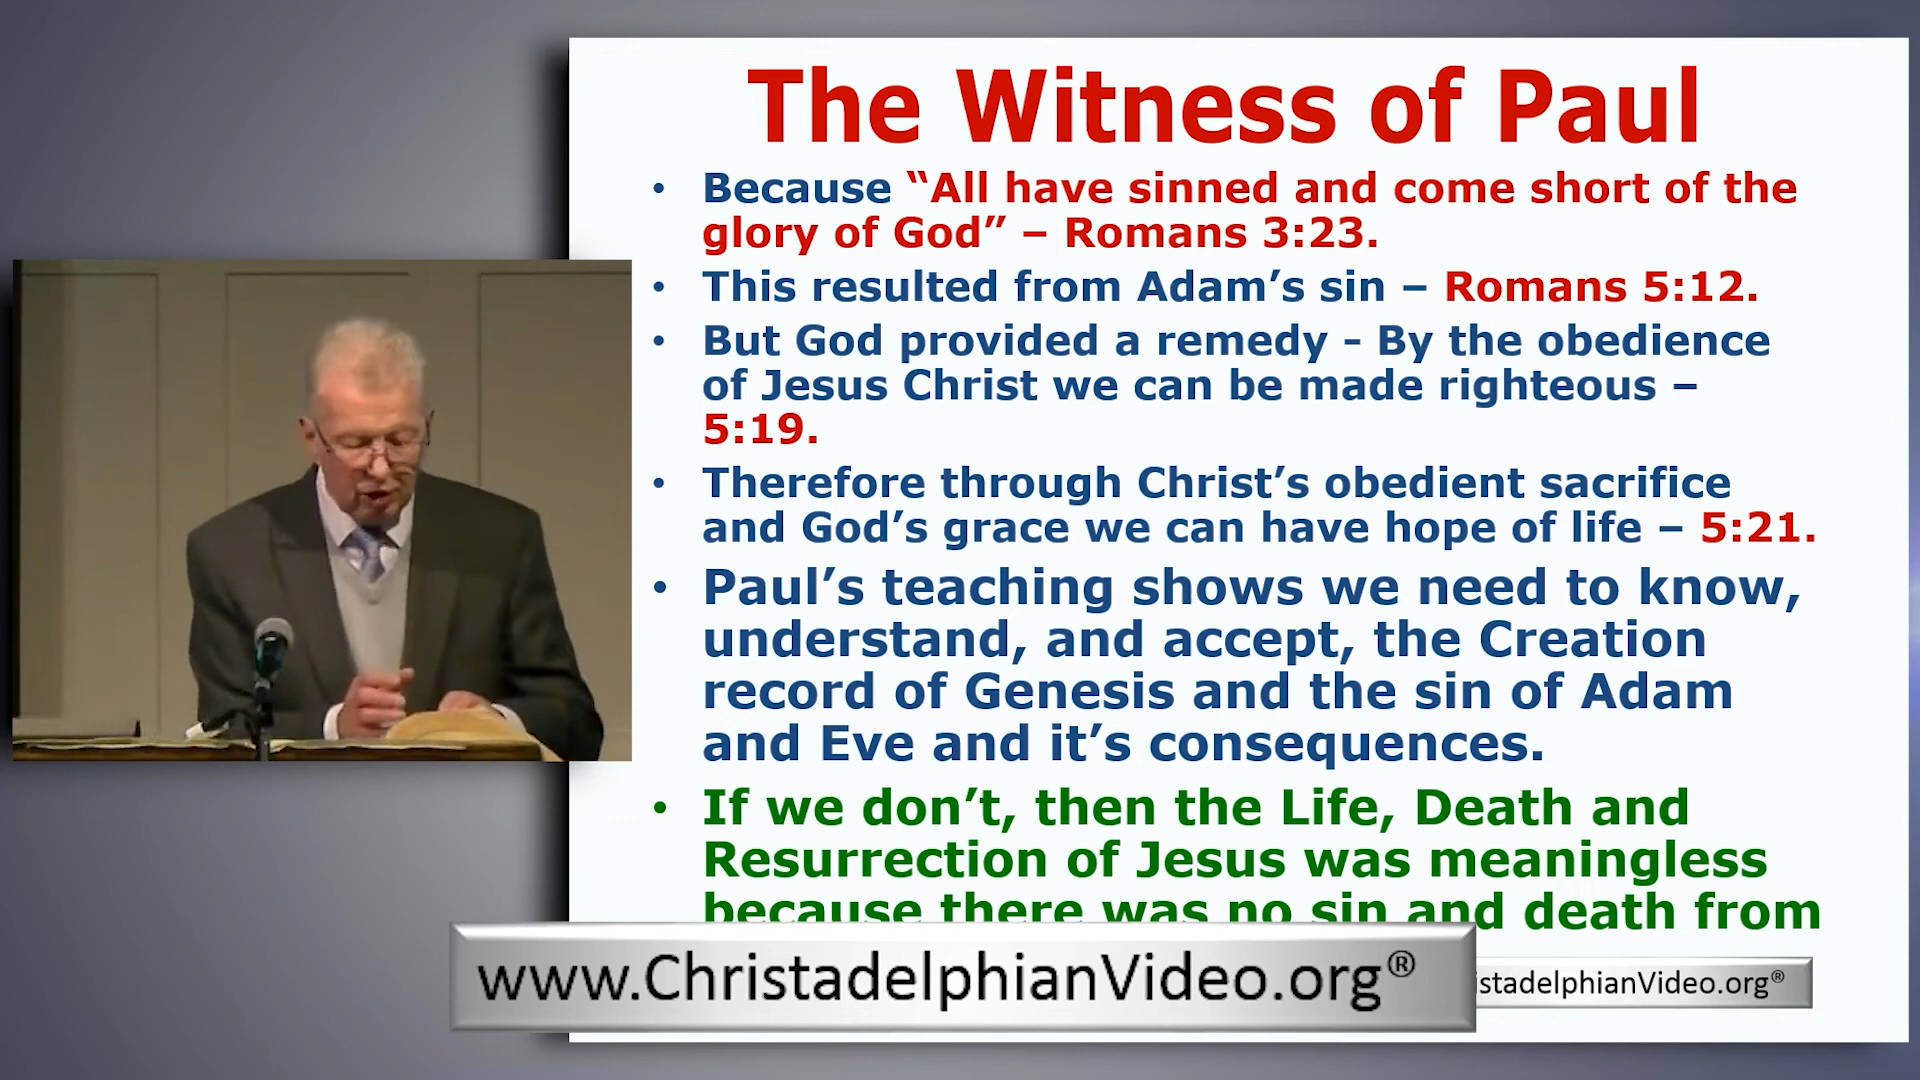 The Witness of Paul
• Because “All have sinned and come short of the
glory of God” – Romans 3:23.
• This resulted from Adam’s sin – Romans 5:12.
• But God provided a remedy - By the obedience
of Jesus Christ we can be made righteous –
5:19.
• Therefore through Christ’s obedient sacrifice
and God’s grace we can have hope of life – 5:21.
• Paul’s teaching shows we need to know,
understand, and accept, the Creation
record of Genesis and the sin of Adam
and Eve and it’s consequences.
• If we don’t, then the Life, Death and
Resurrection of Jesus was meaningless
because there was no sin and death from
www.ChristadelphianVideo.org®
istadelphianVideo.org®